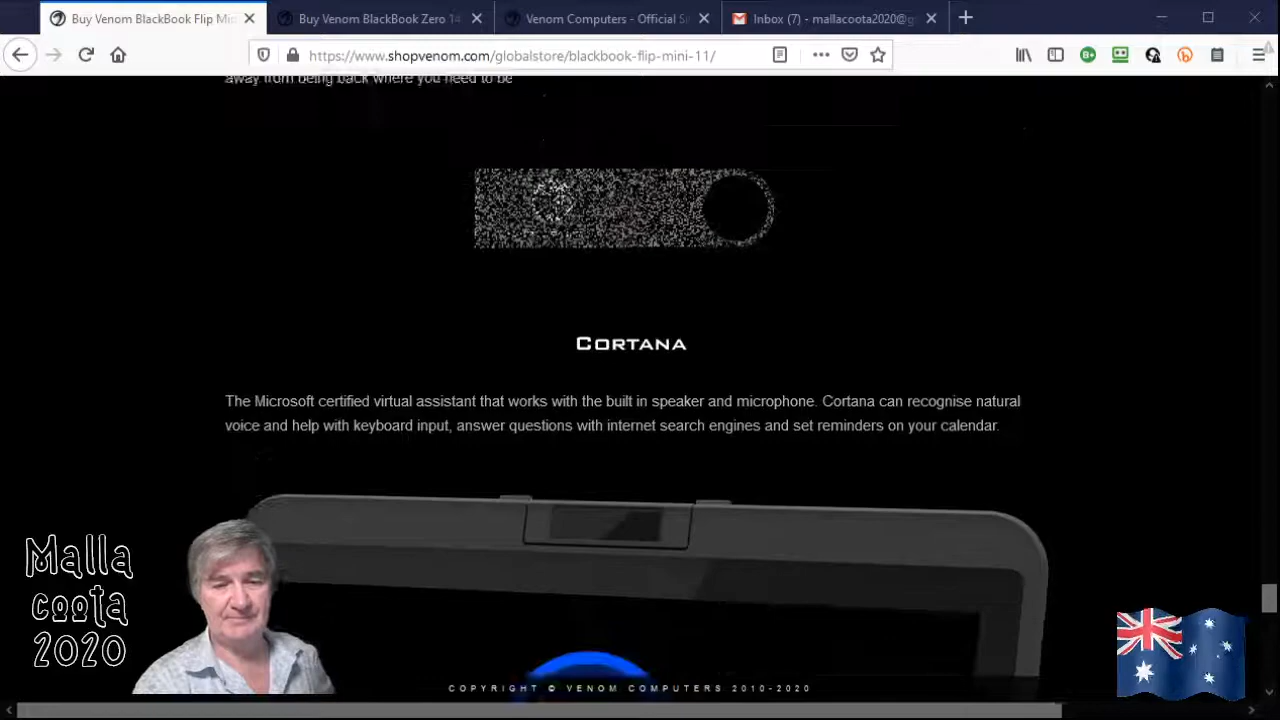 Buy Venom BlackBook Flip Min
Buy Venom BlackBook Zero 14
Venom Computers - Official Se
Inbox (7) - mallacoota2020@g
https://www.shopvenom.com/globalstore/blackbook-flip-mini-11/
away from being back where you need to be
CORTANA
The Microsoft certified virtual assistant that works with the built in speaker and microphone. Cortana can recognise natural
voice and help with keyboard input, answer questions with internet search engines and set reminders on your calendar.
Malla
coota
2020
COPYRIGHT © VENOM COMPUTERS 2010-2020